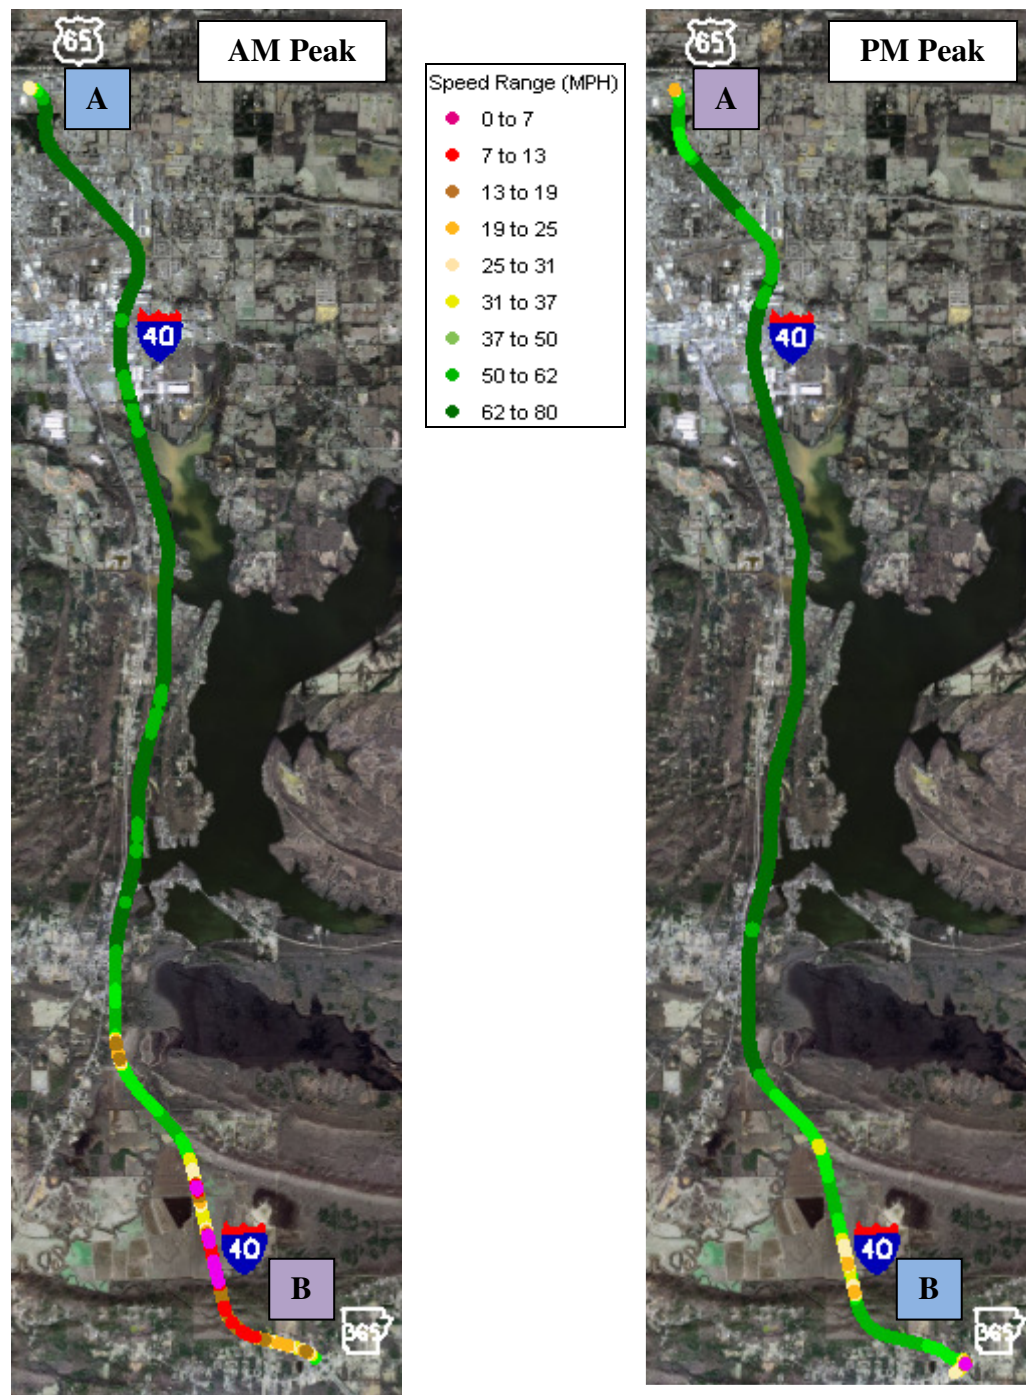 65
AM Peak
A
40
40
B
365
Speed Range (MPH)
0 to 7
7 to 13
13 to 19
19 to 25
25 to 31
31 to 37
37 to 50
50 to 62
62 to 80
65
PM Peak
A
40
40
B
365